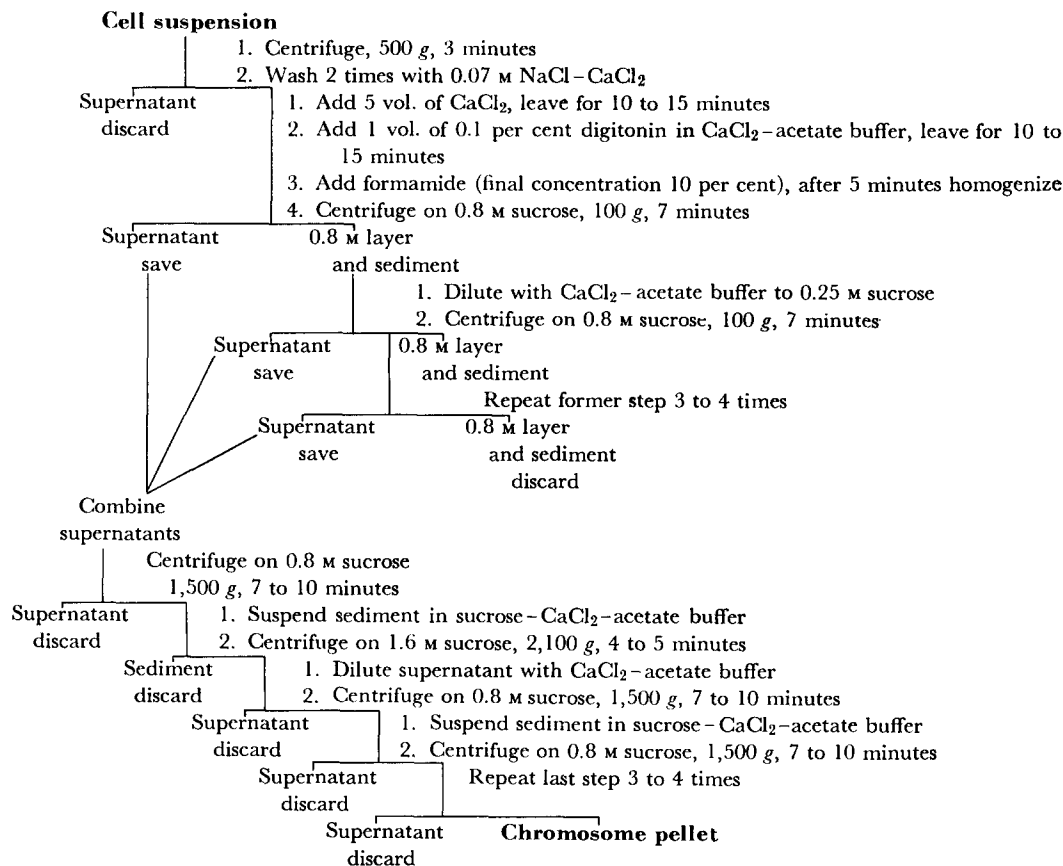 Cell suspension
1. Centrifuge, 500 g, 3 minutes
2. Wash 2 times with 0.07 M NaCl–CaCl₂
Supernatant
discard
1. Add 5 vol. of CaCl₂, leave for 10 to 15 minutes
2. Add 1 vol. of 0.1 per cent digitonin in CaCl₂–acetate buffer, leave for 10 to
15 minutes
3. Add formamide (final concentration 10 per cent), after 5 minutes homogenize
4. Centrifuge on 0.8 M sucrose, 100 g, 7 minutes
Supernatant
save
0.8 M layer
and sediment
1. Dilute with CaCl₂–acetate buffer to 0.25 M sucrose
2. Centrifuge on 0.8 M sucrose, 100 g, 7 minutes
Supernatant
save
0.8 M layer
and sediment
Repeat former step 3 to 4 times
Supernatant
save
0.8 M layer
and sediment
discard
Combine
supernatants
Centrifuge on 0.8 M sucrose
1,500 g, 7 to 10 minutes
Supernatant
discard
1. Suspend sediment in sucrose–CaCl₂–acetate buffer
2. Centrifuge on 1.6 M sucrose, 2,100 g, 4 to 5 minutes
Sediment
discard
1. Dilute supernatant with CaCl₂–acetate buffer
2. Centrifuge on 0.8 M sucrose, 1,500 g, 7 to 10 minutes
Supernatant
discard
1. Suspend sediment in sucrose–CaCl₂–acetate buffer
2. Centrifuge on 0.8 M sucrose, 1,500 g, 7 to 10 minutes
Supernatant
discard
Repeat last step 3 to 4 times
Supernatant
discard
Chromosome pellet